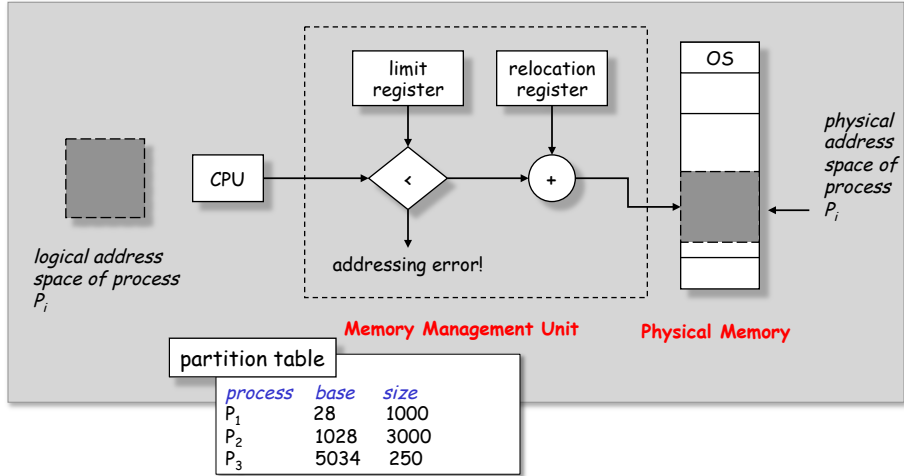 limit
register
relocation
register
OS
CPU
<
+
addressing error!
logical address
space of process
Pᵢ
physical
address
space of
process
Pᵢ
Memory Management Unit
Physical Memory
partition table
process base size
P₁ 28 1000
P₂ 1028 3000
P₃ 5034 250